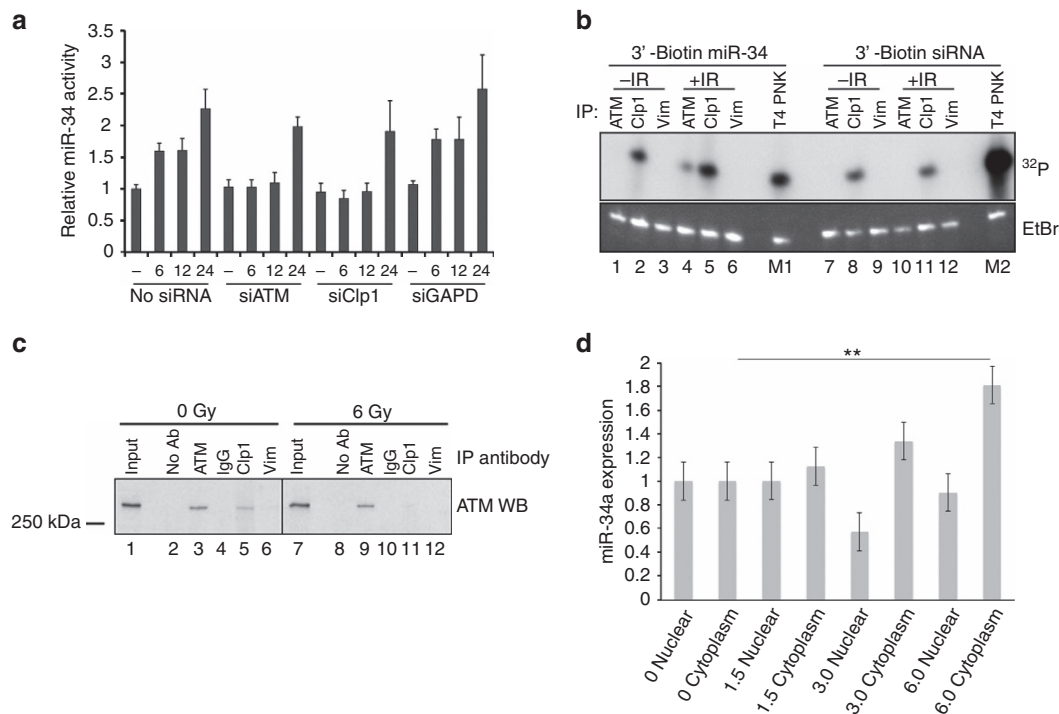 a
Relative miR-34 activity
3.5
3
2.5
2
1.5
1
0.5
0
– 6 12 24 – 6 12 24 – 6 12 24 – 6 12 24
No siRNA siATM siClp1 siGAPD
b
3' -Biotin miR-34 3' -Biotin siRNA
–IR +IR –IR +IR
IP: ATM Clp1 Vim ATM Clp1 Vim T4 PNK ATM Clp1 Vim ATM Clp1 Vim T4 PNK
32P
EtBr
1 2 3 4 5 6 M1 7 8 9 10 11 12 M2
c
0 Gy 6 Gy
Input No Ab ATM IgG Clp1 Vim Input No Ab ATM IgG Clp1 Vim IP antibody
ATM WB
250 kDa
1 2 3 4 5 6 7 8 9 10 11 12
d
**
miR-34a expression
2
1.8
1.6
1.4
1.2
1
0.8
0.6
0.4
0.2
0
0 Nuclear
0 Cytoplasm
1.5 Nuclear
1.5 Cytoplasm
3.0 Nuclear
3.0 Cytoplasm
6.0 Nuclear
6.0 Cytoplasm